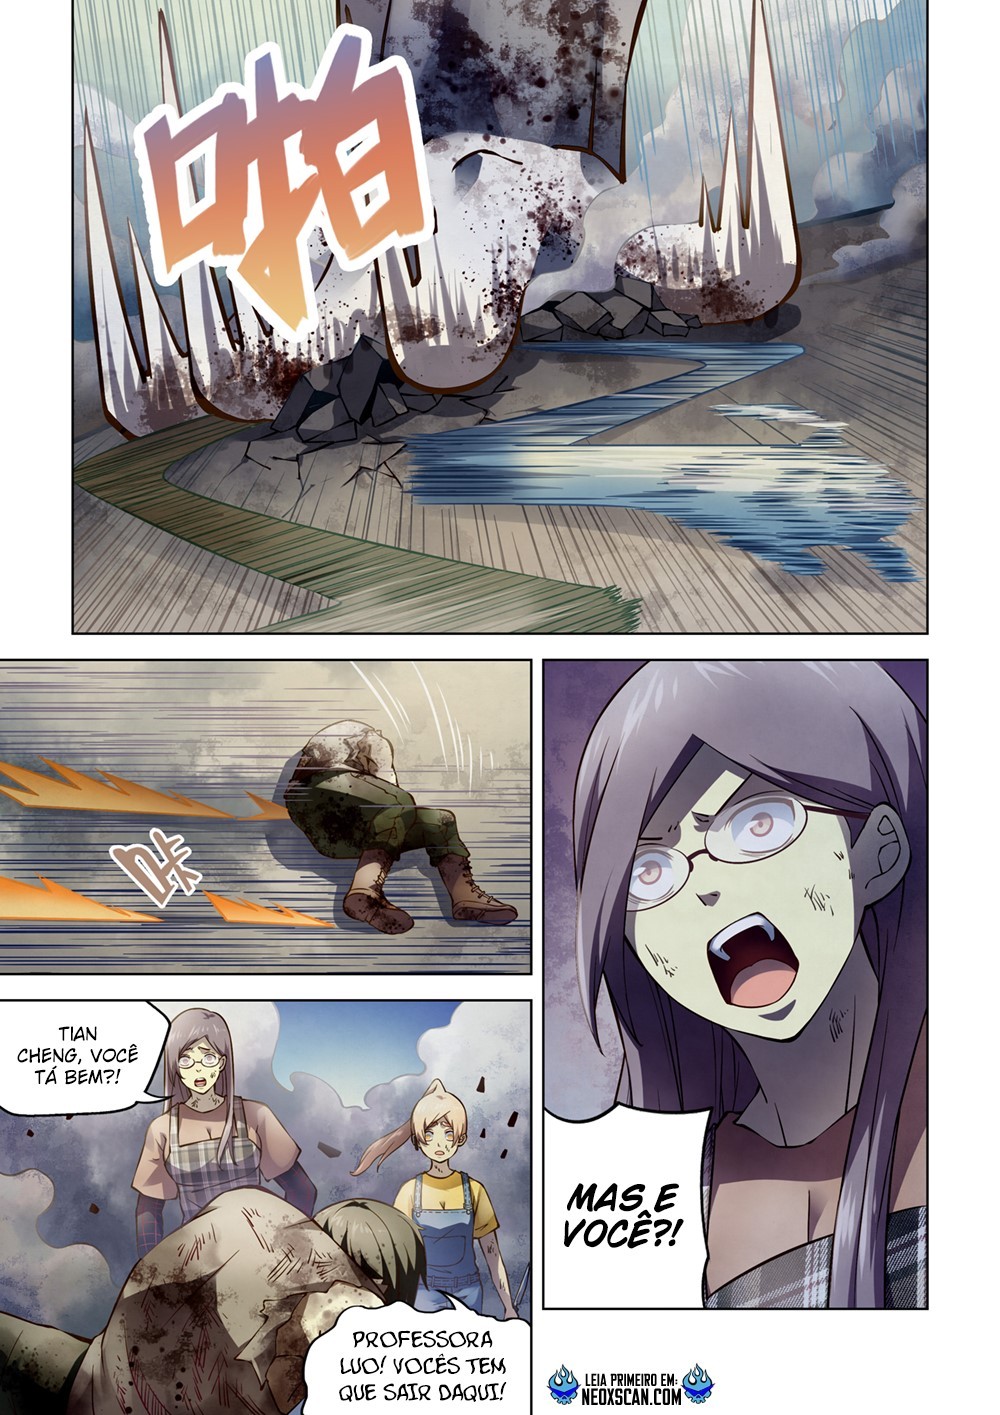 啪
咔
TIAN
CHENG, VOCÊ
TÁ BEM?!
PROFESSORA
LUO! VOCÊS TEM
QUE SAIR DAQUI!
MAS E
VOCÊ?!
LEIA PRIMEIRO EM:
NEOXSCAN.COM